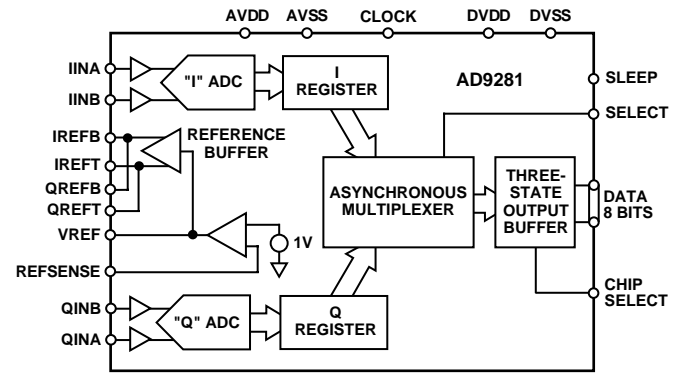 AVDD AVSS CLOCK DVDD DVSS
IINA
IINB
"I" ADC
I
REGISTER
AD9281
SLEEP
SELECT
IREFB
IREFT
QREFB
QREFT
VREF
REFSENSE
REFERENCE
BUFFER
1V
ASYNCHRONOUS
MULTIPLEXER
THREE-
STATE
OUTPUT
BUFFER
DATA
8 BITS
CHIP
SELECT
QINB
QINA
"Q" ADC
Q
REGISTER